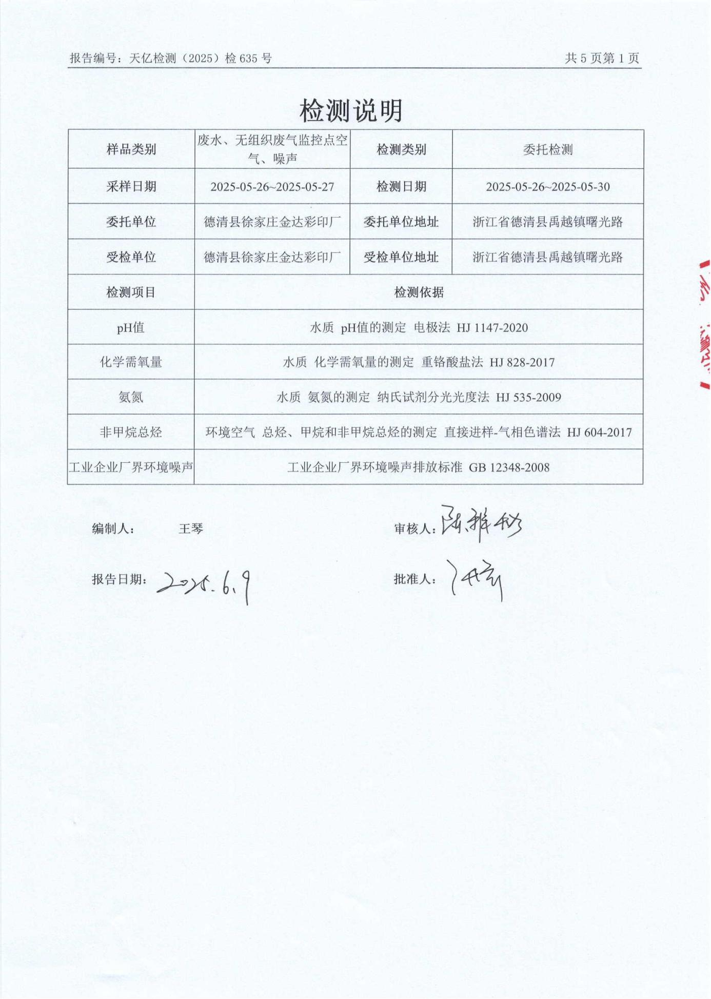 报告编号：天亿检测（2025）检 635 号
共 5 页第 1 页
检测说明
样品类别
废水、无组织废气监控点空
气、噪声
检测类别
委托检测
采样日期
2025-05-26~2025-05-27
检测日期
2025-05-26~2025-05-30
委托单位
德清县徐家庄金达彩印厂
委托单位地址
浙江省德清县禹越镇曙光路
受检单位
德清县徐家庄金达彩印厂
受检单位地址
浙江省德清县禹越镇曙光路
检测项目
检测依据
pH值
水质 pH值的测定 电极法 HJ 1147-2020
化学需氧量
水质 化学需氧量的测定 重铬酸盐法 HJ 828-2017
氨氮
水质 氨氮的测定 纳氏试剂分光光度法 HJ 535-2009
非甲烷总烃
环境空气 总烃、甲烷和非甲烷总烃的测定 直接进样-气相色谱法 HJ 604-2017
工业企业厂界环境噪声
工业企业厂界环境噪声排放标准 GB 12348-2008
编制人： 王琴
审核人：
报告日期： 2025.6.9
批准人：